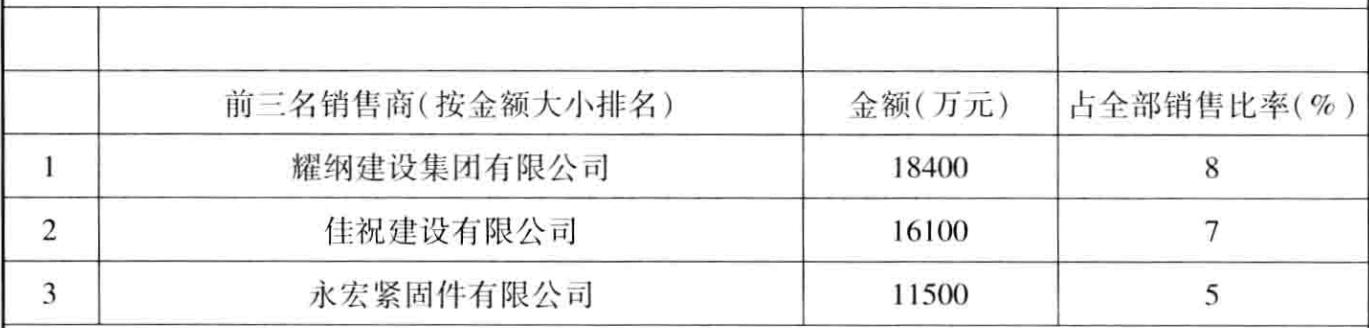 前三名销售商(按金额大小排名) 金额(万元) 占全部销售比率(%)
1 耀纲建设集团有限公司 18400 8
2 佳祝建设有限公司 16100 7
3 永宏紧固件有限公司 11500 5